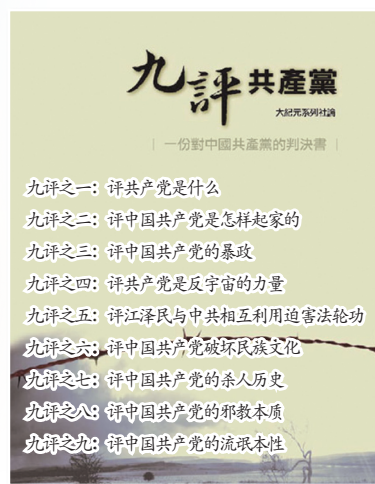 九評共產黨
大紀元系列社論
| 一份對中國共產黨的判決書 |
九评之一：评共产党是什么
九评之二：评中国共产党是怎样起家的
九评之三：评中国共产党的暴政
九评之四：评共产党是反宇宙的力量
九评之五：评江泽民与中共相互利用迫害法轮功
九评之六：评中国共产党破坏民族文化
九评之七：评中国共产党的杀人历史
九评之八：评中国共产党的邪教本质
九评之九：评中国共产党的流氓本性